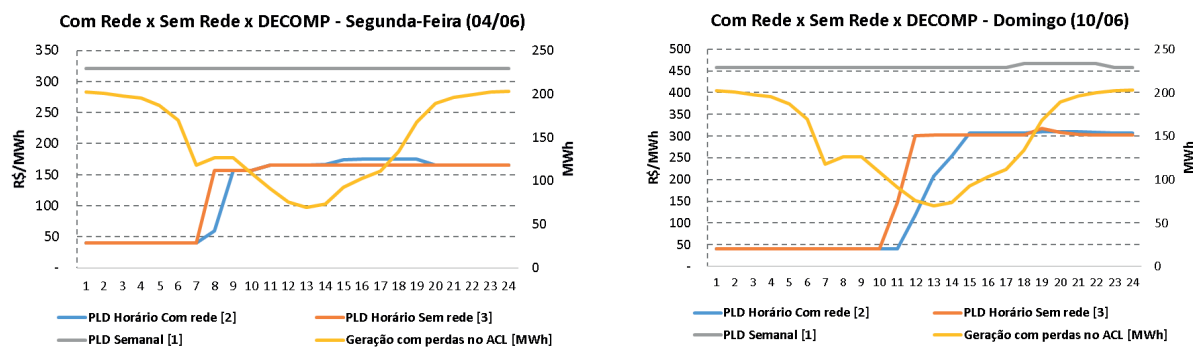 Com Rede x Sem Rede x DECOMP - Segunda-Feira (04/06)
350
300
250
200
150
100
50
-
R$/MWh
250
200
150
100
50
0
MWh
1 2 3 4 5 6 7 8 9 10 11 12 13 14 15 16 17 18 19 20 21 22 23 24
PLD Horário Com rede [2] PLD Horário Sem rede [3]
PLD Semanal [1] Geração com perdas no ACL [MWh]
Com Rede x Sem Rede x DECOMP - Domingo (10/06)
500
450
400
350
300
250
200
150
100
50
-
R$/MWh
250
200
150
100
50
0
MWh
1 2 3 4 5 6 7 8 9 10 11 12 13 14 15 16 17 18 19 20 21 22 23 24
PLD Horário Com rede [2] PLD Horário Sem rede [3]
PLD Semanal [1] Geração com perdas no ACL [MWh]